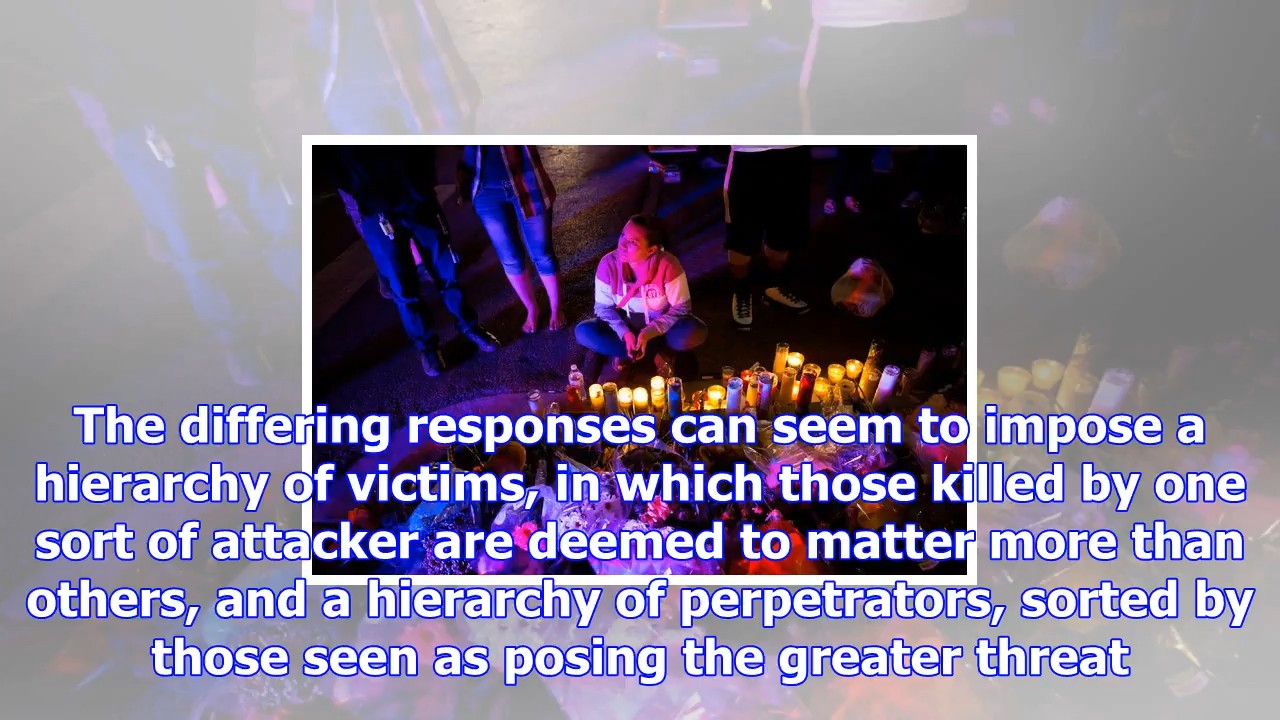 The differing responses can seem to impose a
hierarchy of victims, in which those killed by one
sort of attacker are deemed to matter more than
others, and a hierarchy of perpetrators, sorted by
those seen as posing the greater threat